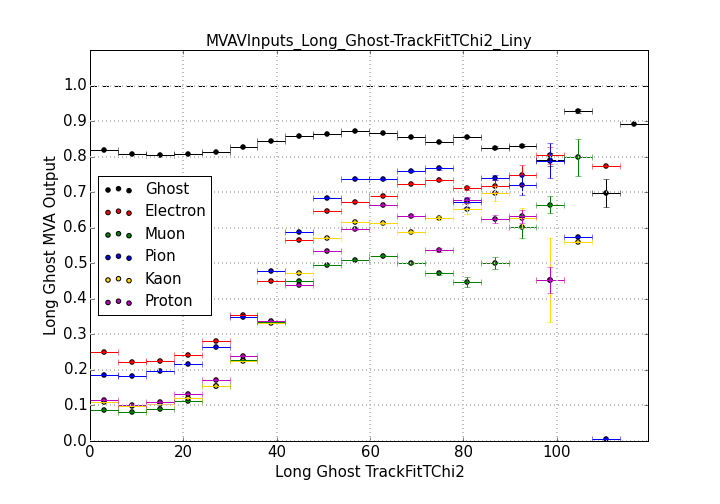 MVAVInputs_Long_Ghost-TrackFitTChi2_Liny
1.0
0.9
0.8
0.7
0.6
0.5
0.4
0.3
0.2
0.1
0.0
Long Ghost MVA Output
Ghost
Electron
Muon
Pion
Kaon
Proton
0 20 40 60 80 100
Long Ghost TrackFitTChi2